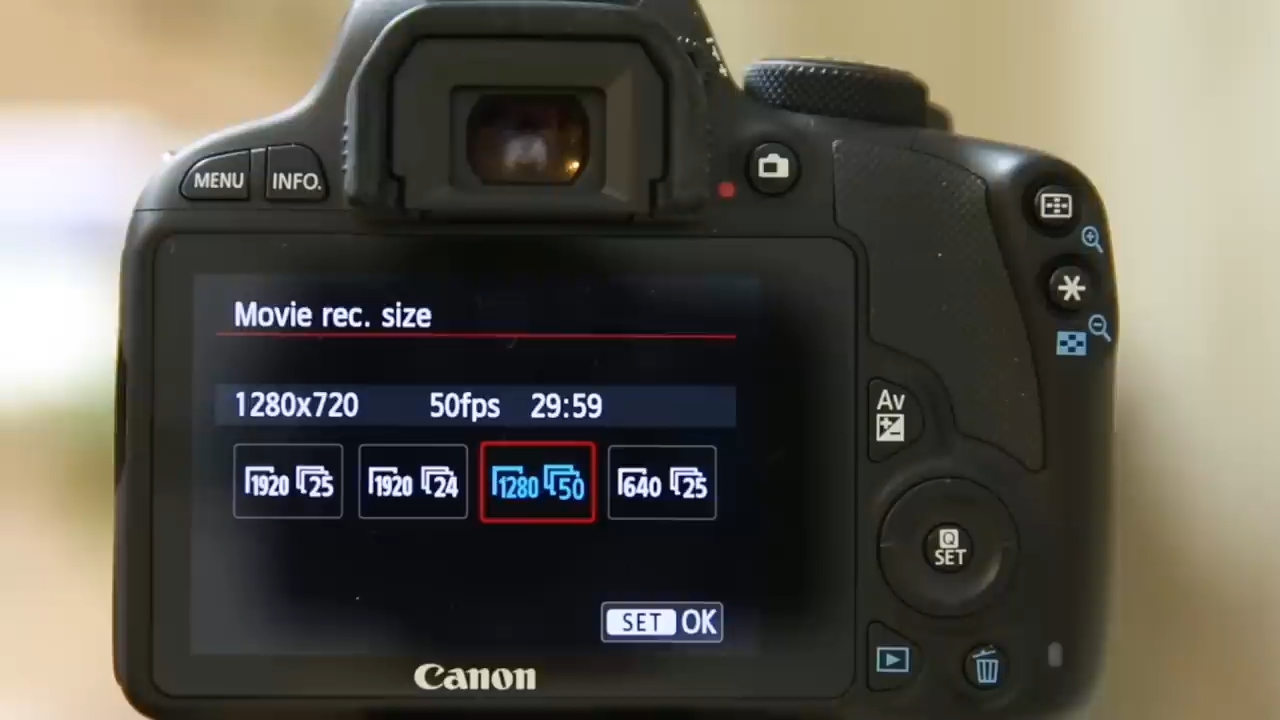 MENU INFO.
Movie rec. size
1280x720 50fps 29:59
1920 25 1920 24 1280 50 640 25
Av
Q
SET
SET OK
Canon